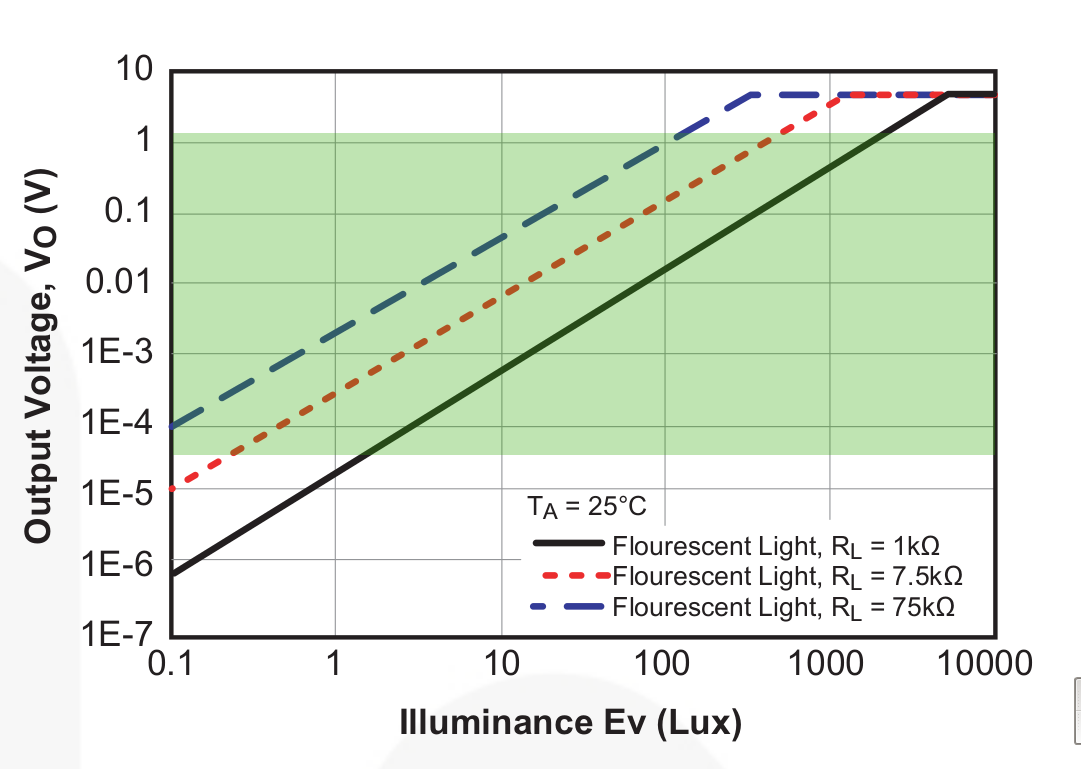 10
1
0.1
0.01
1E-3
1E-4
1E-5
1E-6
1E-7
Output Voltage, VO (V)
TA = 25°C
Flourescent Light, RL = 1kΩ
Flourescent Light, RL = 7.5kΩ
Flourescent Light, RL = 75kΩ
0.1 1 10 100 1000 10000
Illuminance Ev (Lux)